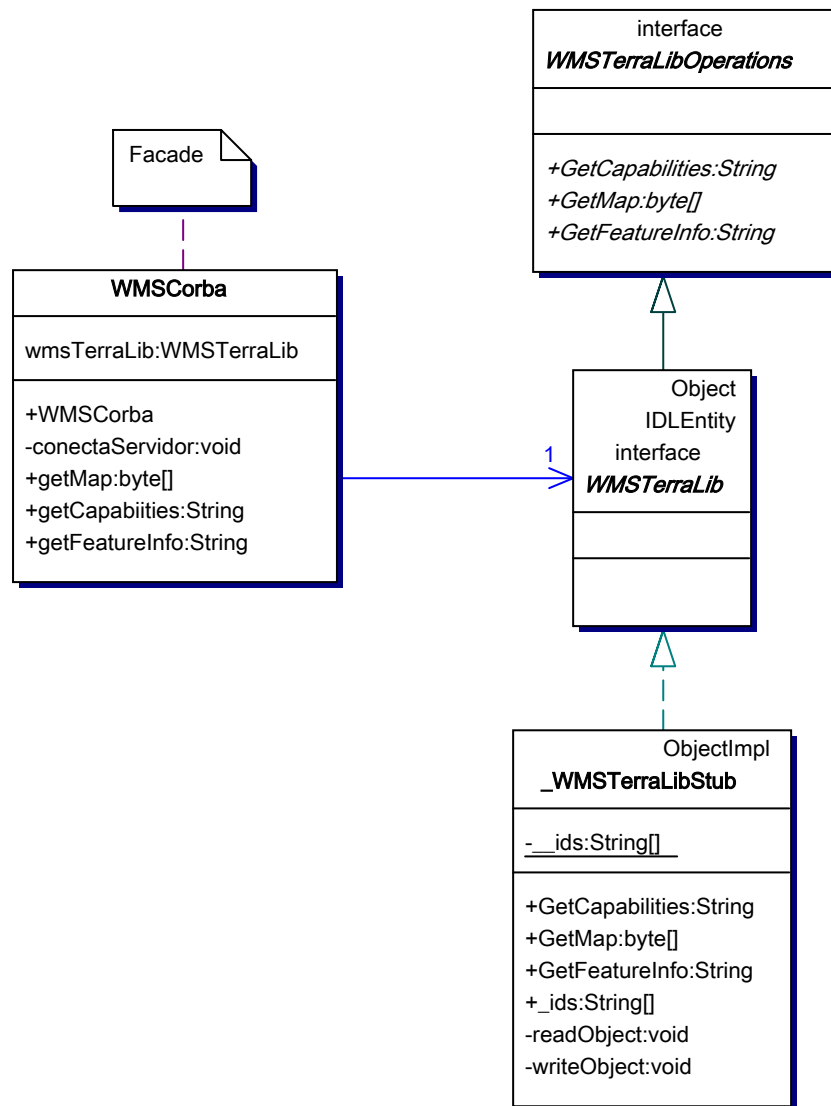 interface
WMSTerraLibOperations
+GetCapabilities:String
+GetMap:byte[]
+GetFeatureInfo:String
Facade
WMSCorba
wmsTerraLib:WMSTerraLib
+WMSCorba
-conectaServidor:void
+getMap:byte[]
+getCapabiities:String
+getFeatureInfo:String
1
Object
IDLEntity
interface
WMSTerraLib
ObjectImpl
_WMSTerraLibStub
-__ids:String[]
+GetCapabilities:String
+GetMap:byte[]
+GetFeatureInfo:String
+_ids:String[]
-readObject:void
-writeObject:void